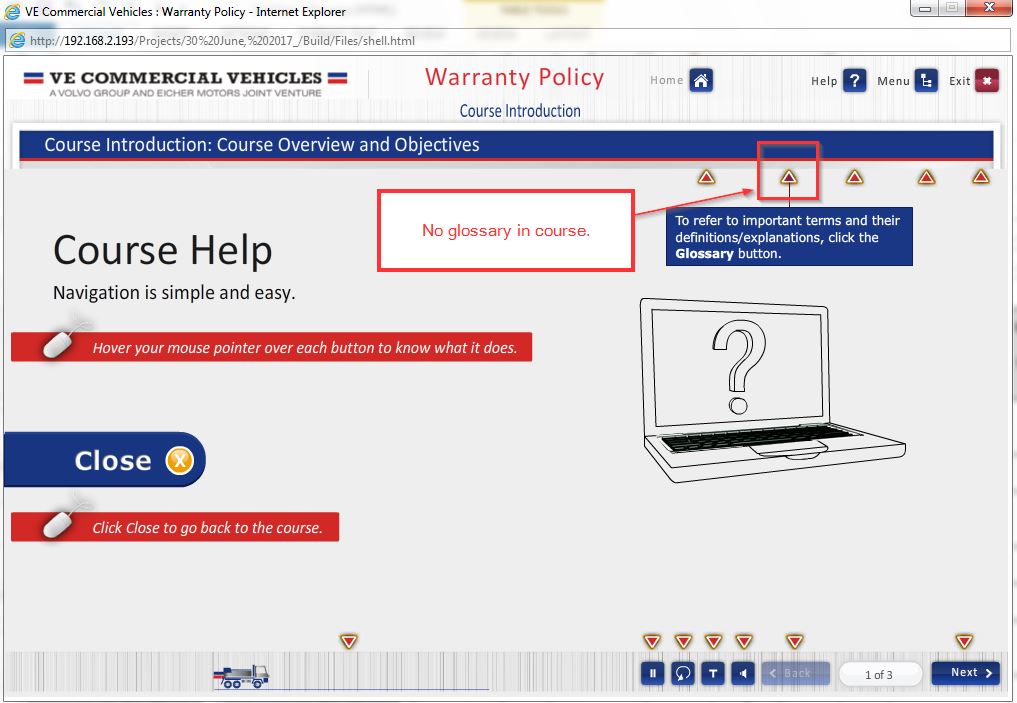 VE Commercial Vehicles : Warranty Policy - Internet Explorer
http://192.168.2.193/Projects/30%20June,%202017_/Build/Files/shell.html
VE COMMERCIAL VEHICLES
A VOLVO GROUP AND EICHER MOTORS JOINT VENTURE
Warranty Policy
Home
Help ?
Menu
Exit
Course Introduction
Course Introduction: Course Overview and Objectives
No glossary in course.
To refer to important terms and their
definitions/explanations, click the
Glossary button.
Course Help
Navigation is simple and easy.
Hover your mouse pointer over each button to know what it does.
?
Close X
Click Close to go back to the course.
T
< Back
1 of 3
Next >